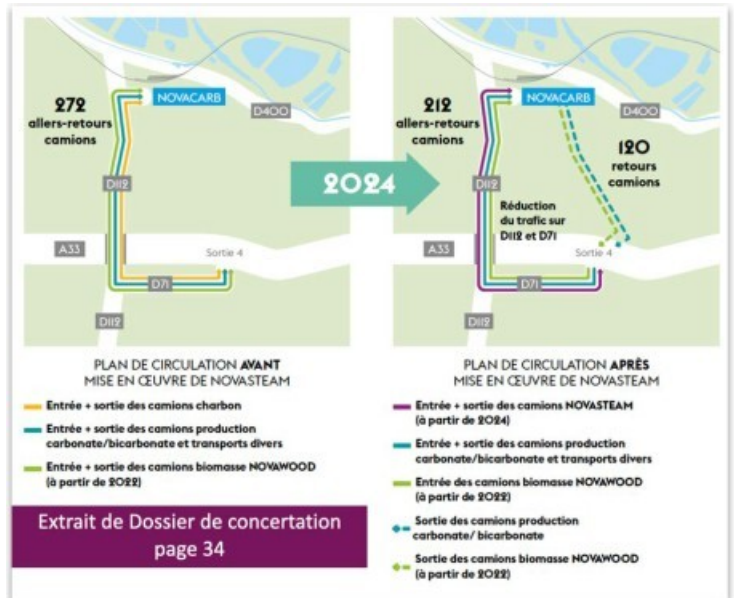 272
allers-retours
camions
NOVACARB
D400
D112
A33
Sortie 4
D71
D112
2024
212
allers-retours
camions
NOVACARB
D400
120
retours
camions
D112
Réduction
du trafic sur
D112 et D71
A33
Sortie 4
D71
D112
PLAN DE CIRCULATION AVANT
MISE EN ŒUVRE DE NOVASTEAM
Entrée + sortie des camions charbon
Entrée + sortie des camions production
carbonate/bicarbonate et transports divers
Entrée + sortie des camions biomasse NOVAWOOD
(à partir de 2022)
Extrait de Dossier de concertation
page 34
PLAN DE CIRCULATION APRÈS
MISE EN ŒUVRE DE NOVASTEAM
Entrée + sortie des camions NOVASTEAM
(à partir de 2024)
Entrée + sortie des camions production
carbonate/bicarbonate et transports divers
Entrée des camions biomasse NOVAWOOD
(à partir de 2022)
Sortie des camions production
carbonate/ bicarbonate
Sortie des camions biomasse NOVAWOOD
(à partir de 2022)